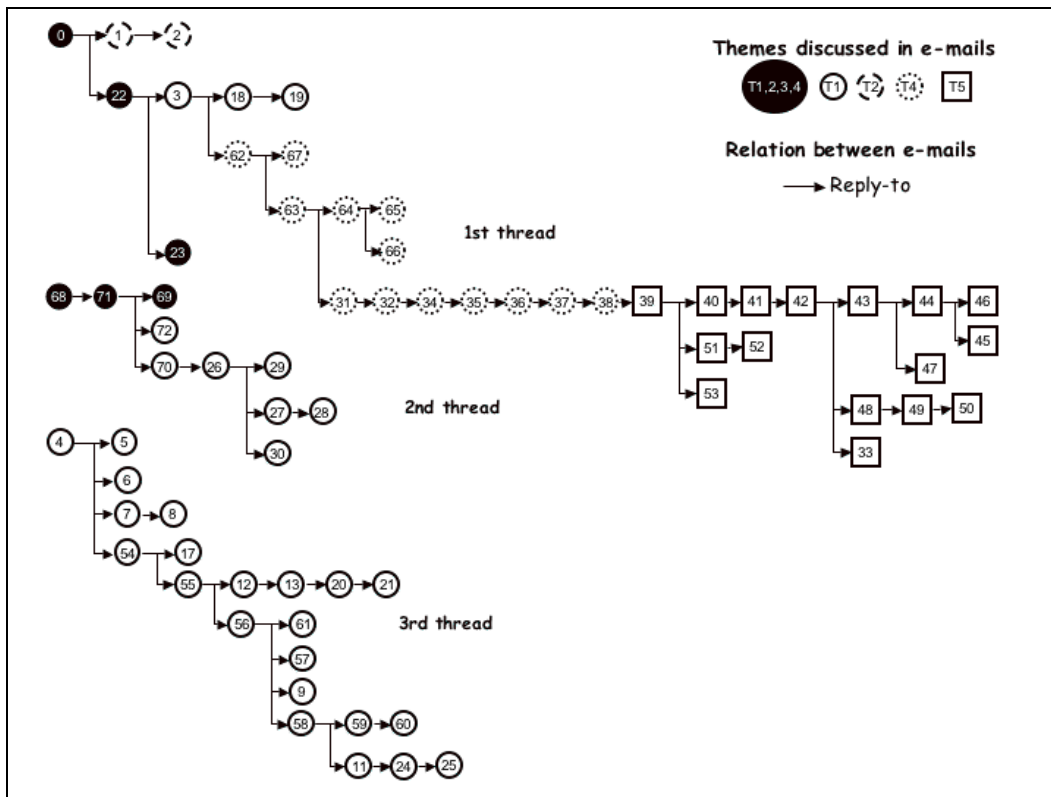 0 1 2
Themes discussed in e-mails
T1,2,3,4 T1 T2 T4 T5
22 3 18 19
62 67
Relation between e-mails
Reply-to
63 64 65
1st thread
23 66
68 71 69
31 32 34 35 36 37 38 39 40 41 42 43 44 46
72
51 52 45
70 26 29
47
53
27 28
2nd thread
48 49 50
4 5
30
33
6
7 8
54 17
55 12 13 20 21
56 61
3rd thread
57
9
58 59 60
11 24 25